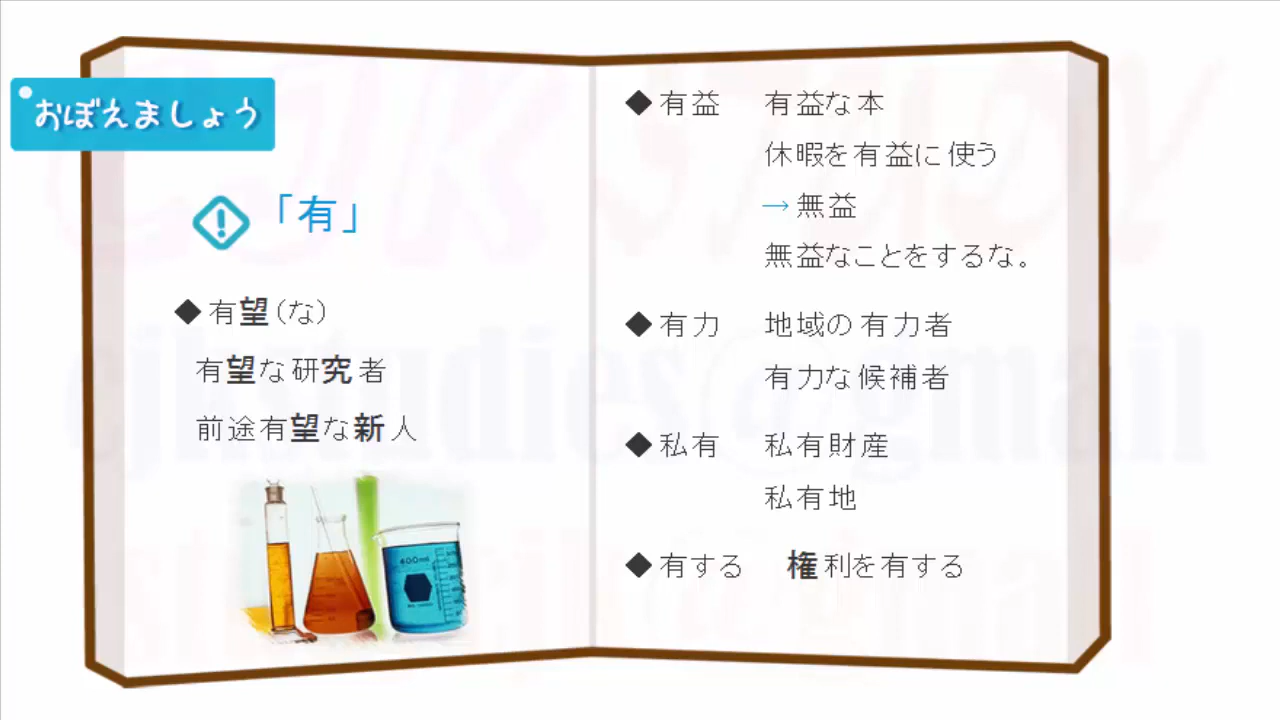 おぼえましょう
「有」
◆有望(な)
有望な研究者
前途有望な新人
400ml
◆有益 有益な本
休暇を有益に使う
→無益
無益なことをするな。
◆有力 地域の有力者
有力な候補者
◆私有 私有財産
私有地
◆有する 権利を有する
cjkstudies@gmail